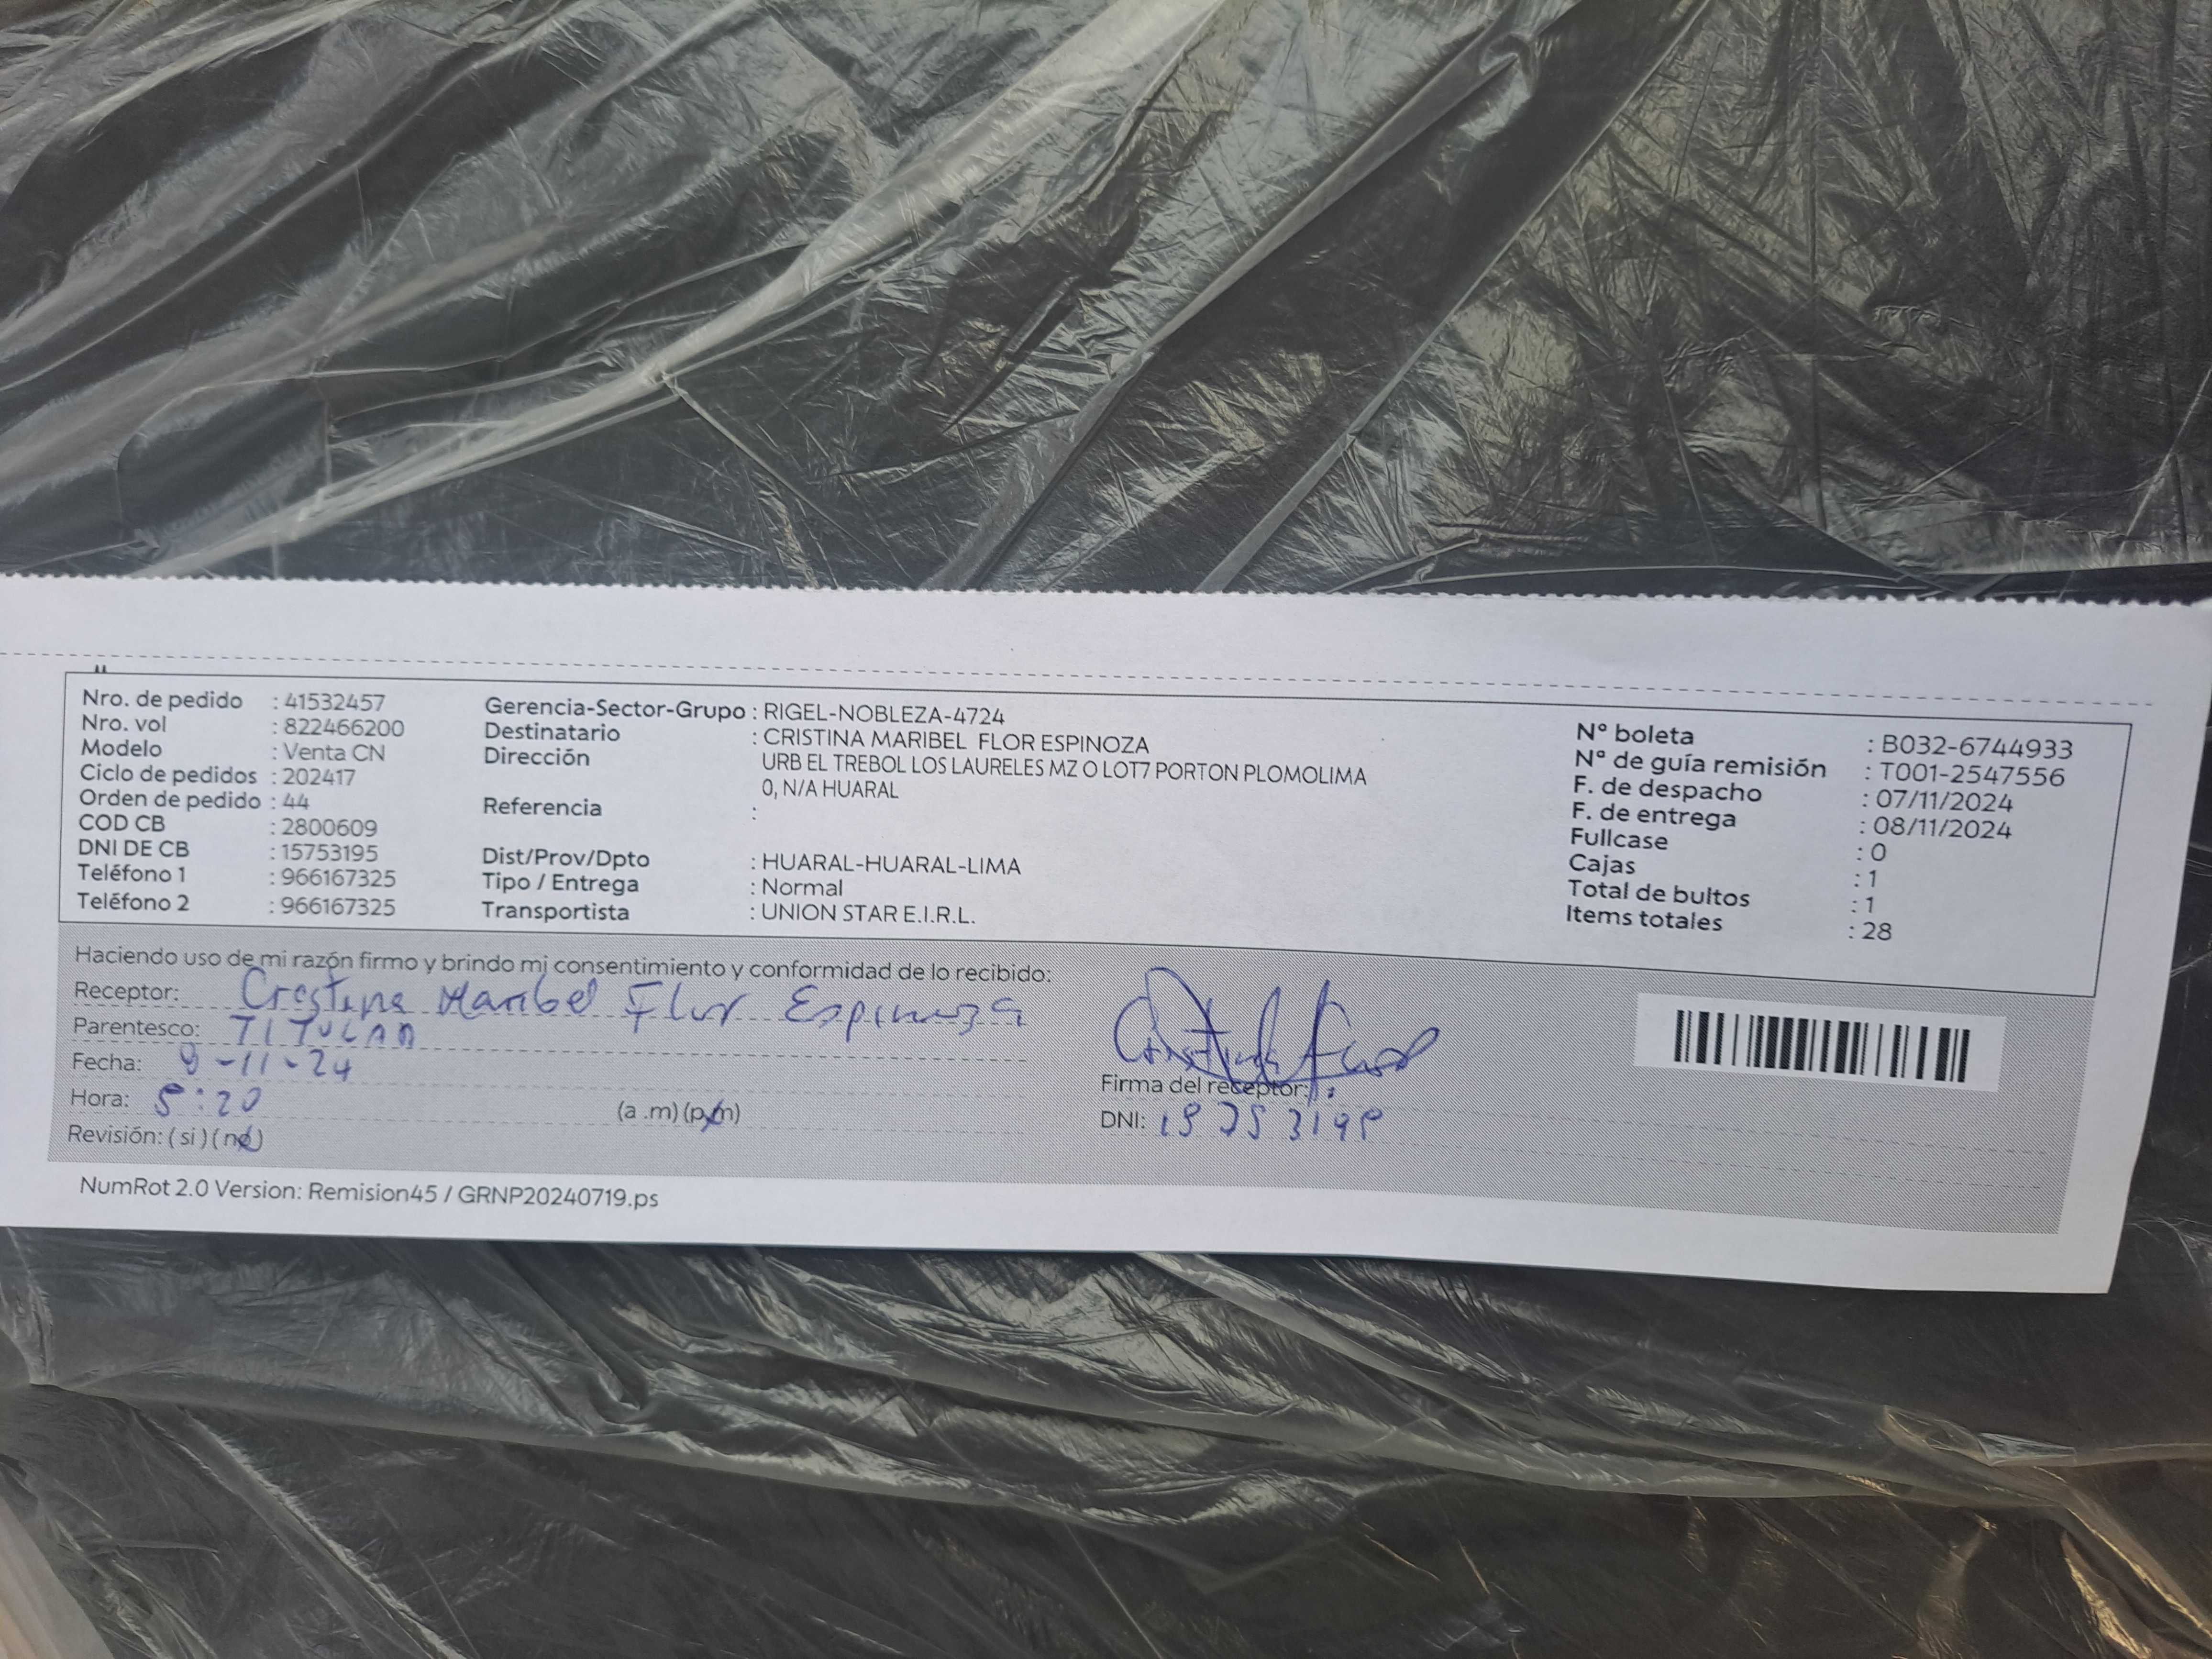 Nro. de pedido : 41532457
Nro. vol : 822466200
Modelo : Venta CN
Ciclo de pedidos : 202417
Orden de pedido : 44
COD CB : 2800609
DNI DE CB : 15753195
Teléfono 1 : 966167325
Teléfono 2 : 966167325
Gerencia-Sector-Grupo : RIGEL-NOBLEZA-4724
Destinatario : CRISTINA MARIBEL FLOR ESPINOZA
Dirección URB EL TREBOL LOS LAURELES MZ O LOT7 PORTON PLOMOLIMA
0, N/A HUARAL
Referencia :
Dist/Prov/Dpto : HUARAL-HUARAL-LIMA
Tipo / Entrega : Normal
Transportista : UNION STAR E.I.R.L.
N° boleta : B032-6744933
N° de guía remisión : T001-2547556
F. de despacho : 07/11/2024
F. de entrega : 08/11/2024
Fullcase : 0
Cajas : 1
Total de bultos : 1
Items totales : 28
Haciendo uso de mi razón firmo y brindo mi consentimiento y conformidad de lo recibido:
Receptor: Cristina Maribel Flor Espinoza
Parentesco: TITULAR
Fecha: 8-11-24
Hora: 5:20 (a .m) (p.m)
Revisión: ( si ) ( no )
Firma del receptor:
DNI: 15753195
NumRot 2.0 Version: Remision45 / GRNP20240719.ps